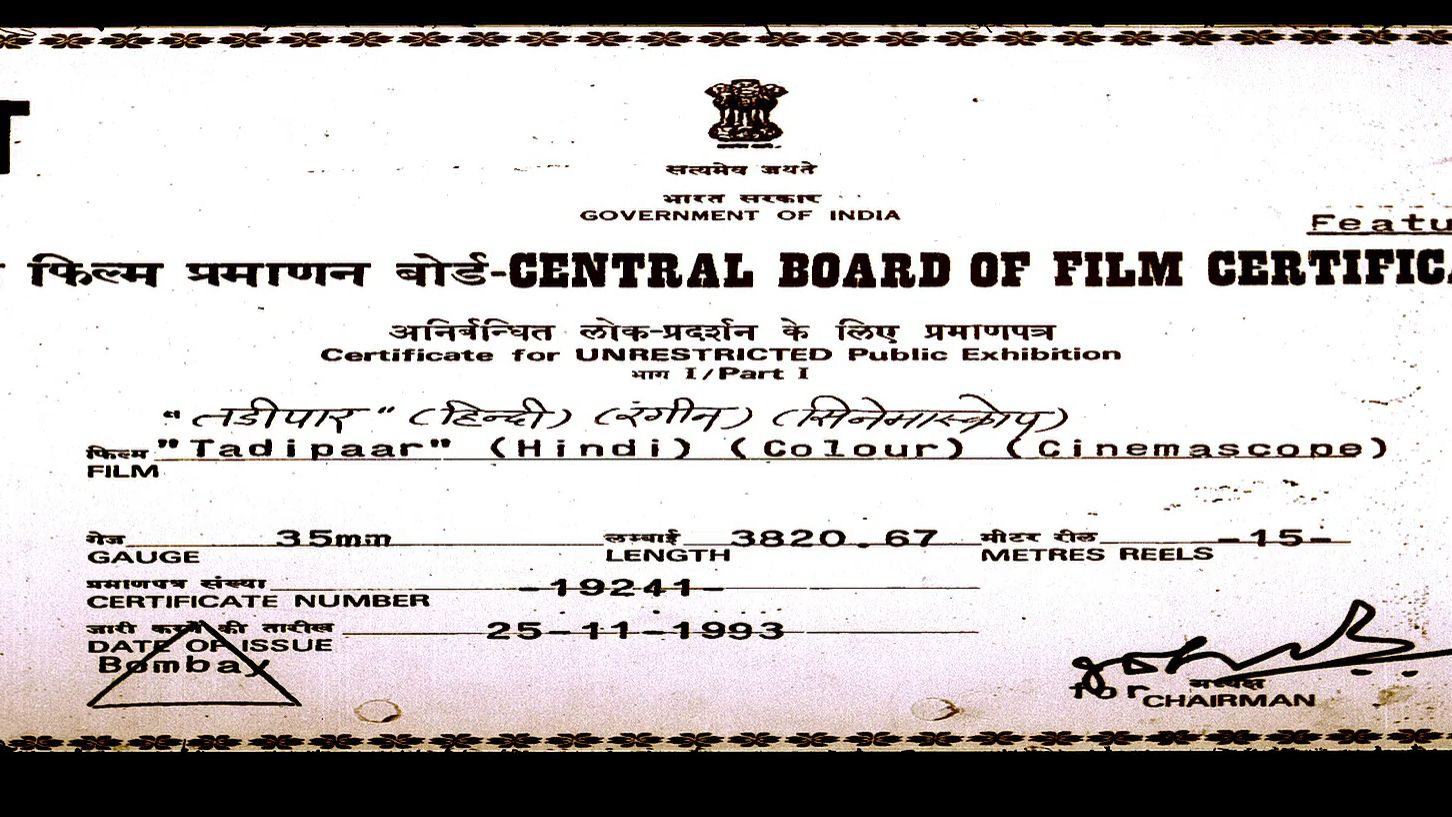 सत्यमेव जयते
भारत सरकार
GOVERNMENT OF INDIA
Featu
फिल्म प्रमाणन बोर्ड-CENTRAL BOARD OF FILM CERTIFICA
अनिर्बन्धित लोक-प्रदर्शन के लिए प्रमाणपत्र
Certificate for UNRESTRICTED Public Exhibition
भाग I/Part I
"तडीपार" (हिन्दी) (रंगीन) (सिनेमास्कोप)
फिल्म "Tadipaar" (Hindi) (Colour) (Cinemascope)
FILM
गेज 35mm लम्बाई 3820.67 मीटर रील -15-
GAUGE LENGTH METRES REELS
प्रमाणपत्र संख्या -19241-
CERTIFICATE NUMBER
जारी करने की तारीख 25-11-1993
DATE OF ISSUE
Bombay
for अध्यक्ष
CHAIRMAN